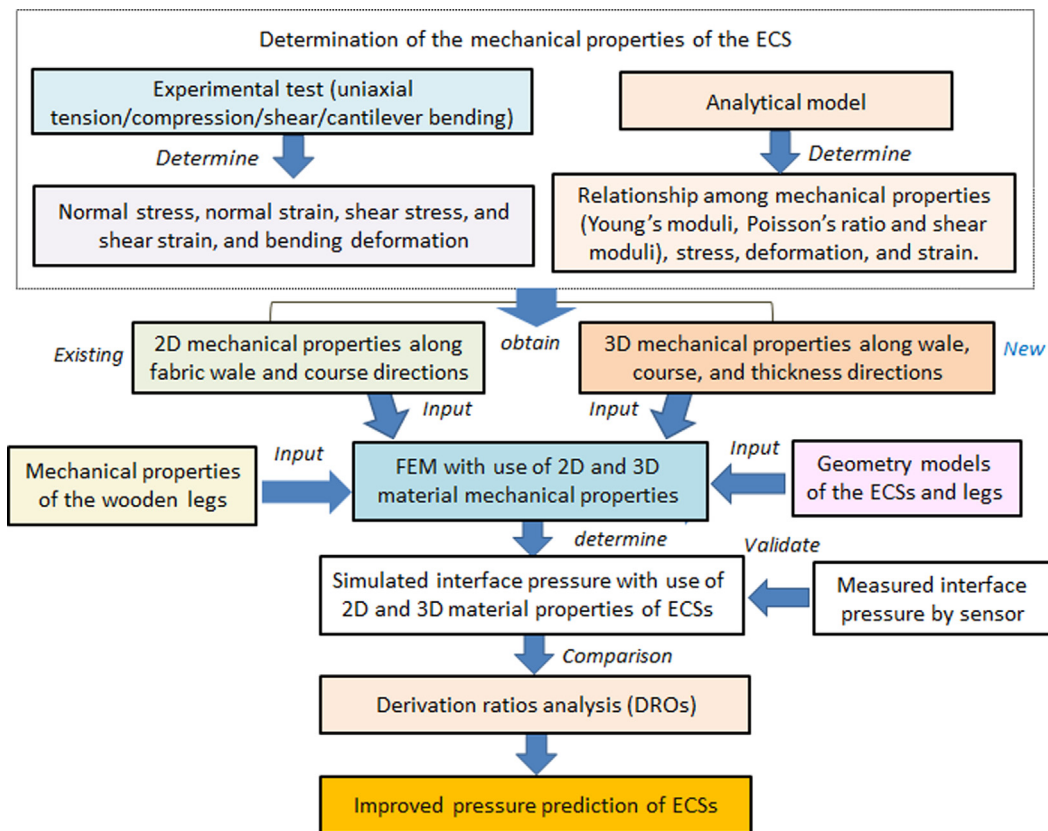 Determination of the mechanical properties of the ECS
Experimental test (uniaxial
tension/compression/shear/cantilever bending)
Analytical model
Determine
Determine
Normal stress, normal strain, shear stress, and
shear strain, and bending deformation
Relationship among mechanical properties
(Young's moduli, Poisson's ratio and shear
moduli), stress, deformation, and strain.
Existing
2D mechanical properties along
fabric wale and course directions
obtain
3D mechanical properties along wale,
course, and thickness directions
New
Input
Input
Mechanical properties
of the wooden legs
Input
FEM with use of 2D and 3D
material mechanical properties
Input
Geometry models
of the ECSs and legs
determine
Validate
Simulated interface pressure with use of
2D and 3D material properties of ECSs
Measured interface
pressure by sensor
Comparison
Derivation ratios analysis (DROs)
Improved pressure prediction of ECSs